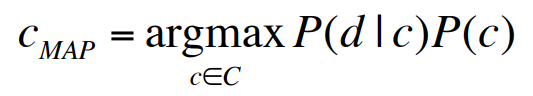 c_MAP = argmax P(d | c)P(c)
c∈C